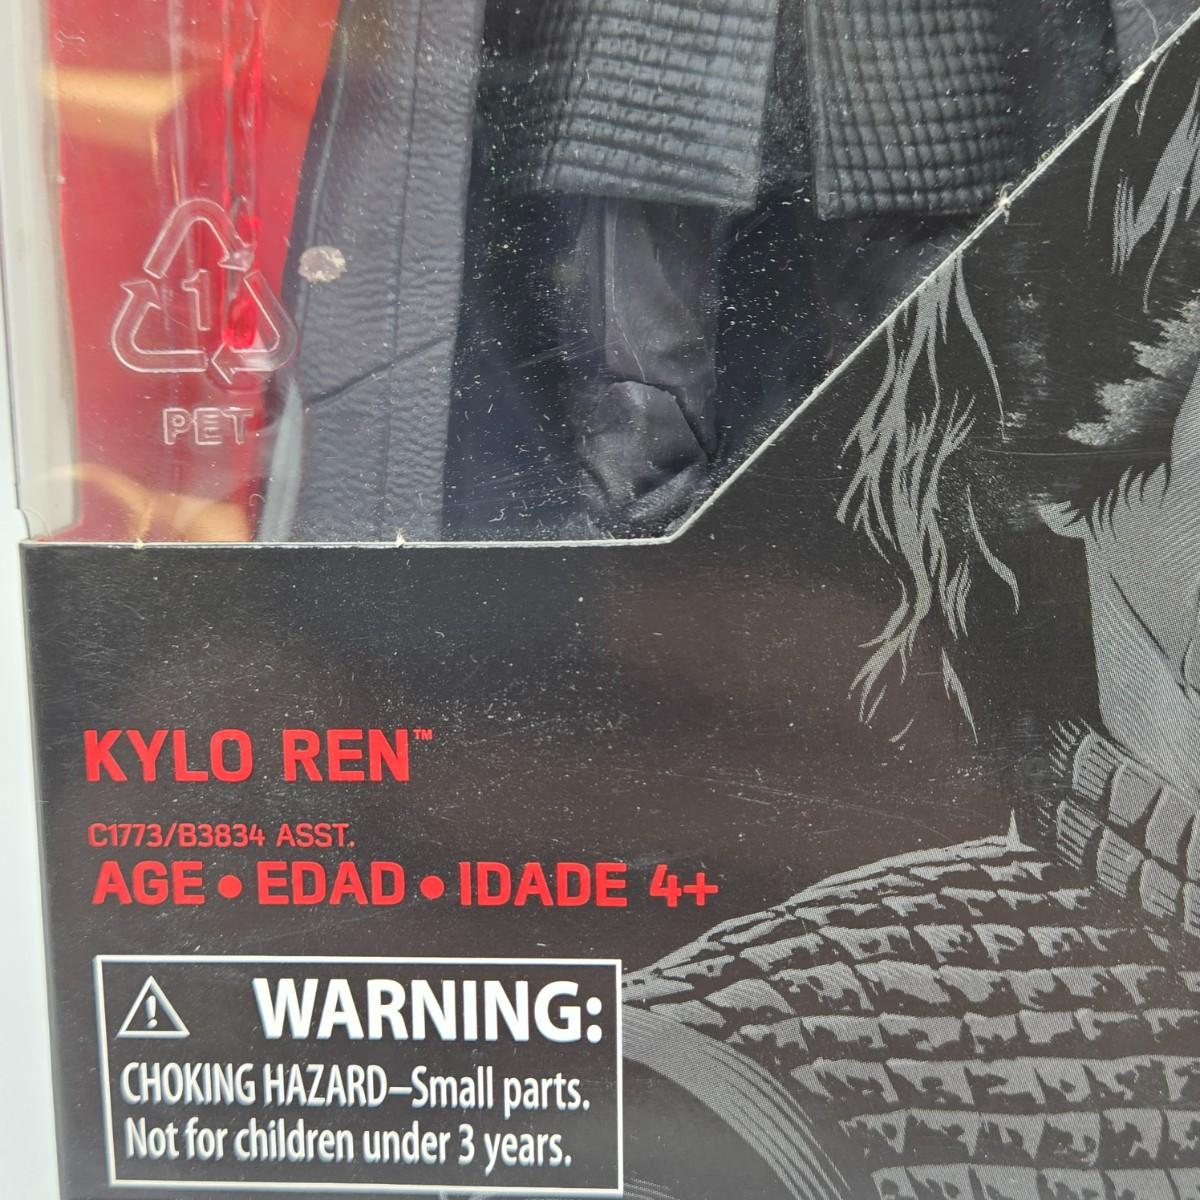 1
PET
KYLO REN™
C1773/B3834 ASST.
AGE • EDAD • IDADE 4+
WARNING:
CHOKING HAZARD–Small parts.
Not for children under 3 years.